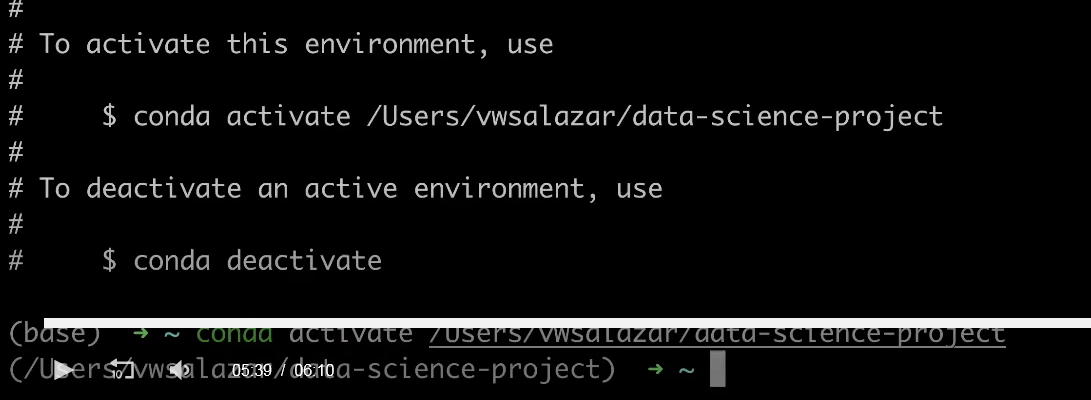 #
# To activate this environment, use
#
#     $ conda activate /Users/vwsalazar/data-science-project
#
# To deactivate an active environment, use
#
#     $ conda deactivate
(base)  ➜ ~ conda activate /Users/vwsalazar/data-science-project
(/Users/vwsalazar/data-science-project)  ➜ ~
10
05:39 / 06:10